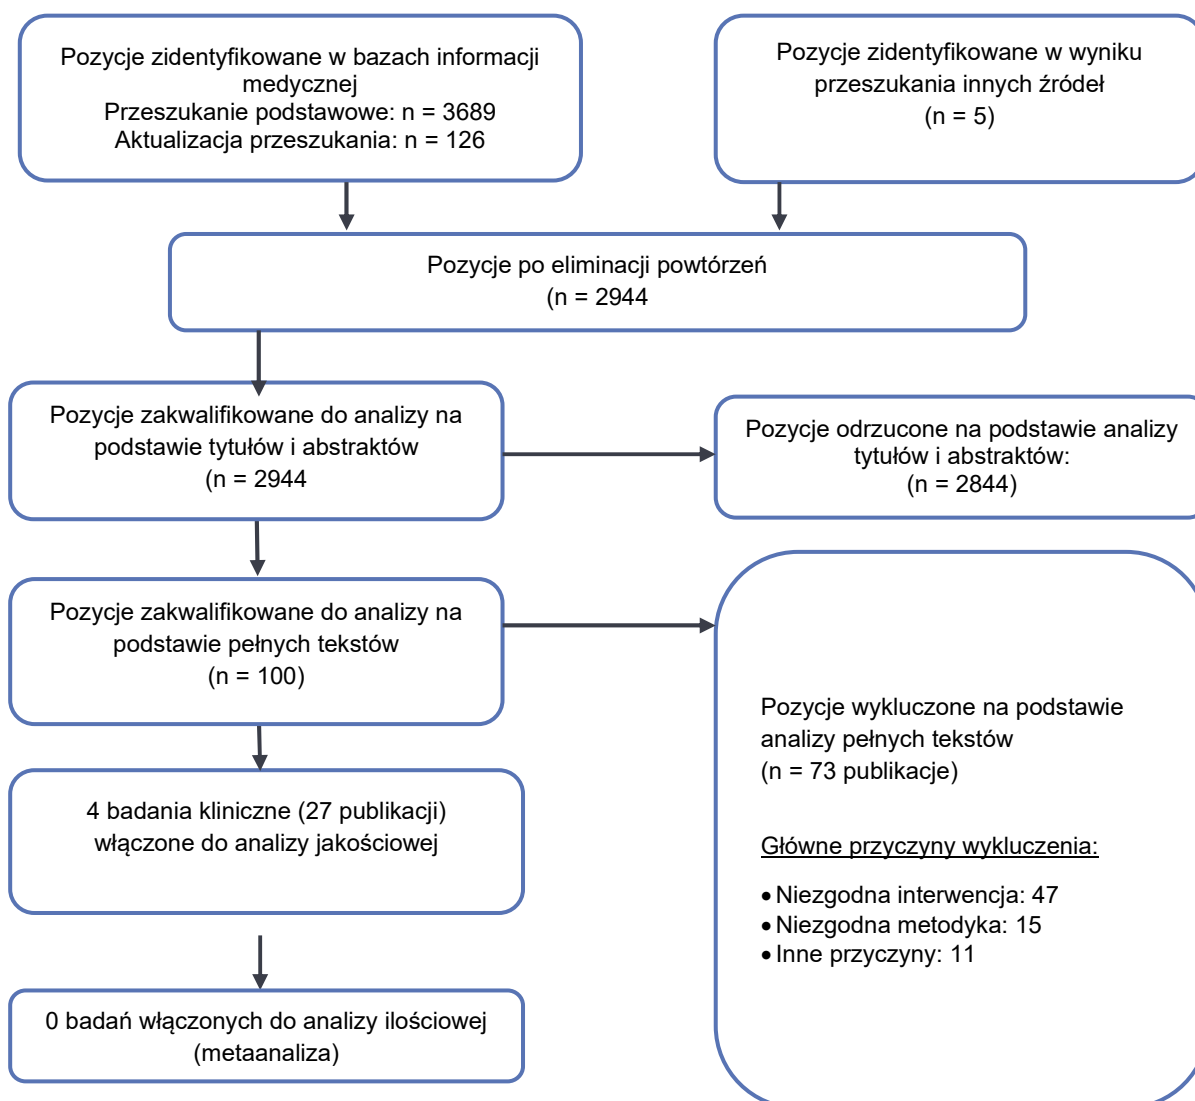 Pozycje zidentyfikowane w bazach informacji
medycznej
Przeszukanie podstawowe: n = 3689
Aktualizacja przeszukania: n = 126
Pozycje zidentyfikowane w wyniku
przeszukania innych źródeł
(n = 5)
Pozycje po eliminacji powtórzeń
(n = 2944
Pozycje zakwalifikowane do analizy na
podstawie tytułów i abstraktów
(n = 2944
Pozycje odrzucone na podstawie analizy
tytułów i abstraktów:
(n = 2844)
Pozycje zakwalifikowane do analizy na
podstawie pełnych tekstów
(n = 100)
Pozycje wykluczone na podstawie
analizy pełnych tekstów
(n = 73 publikacje)
Główne przyczyny wykluczenia:
• Niezgodna interwencja: 47
• Niezgodna metodyka: 15
• Inne przyczyny: 11
4 badania kliniczne (27 publikacji)
włączone do analizy jakościowej
0 badań włączonych do analizy ilościowej
(metaanaliza)